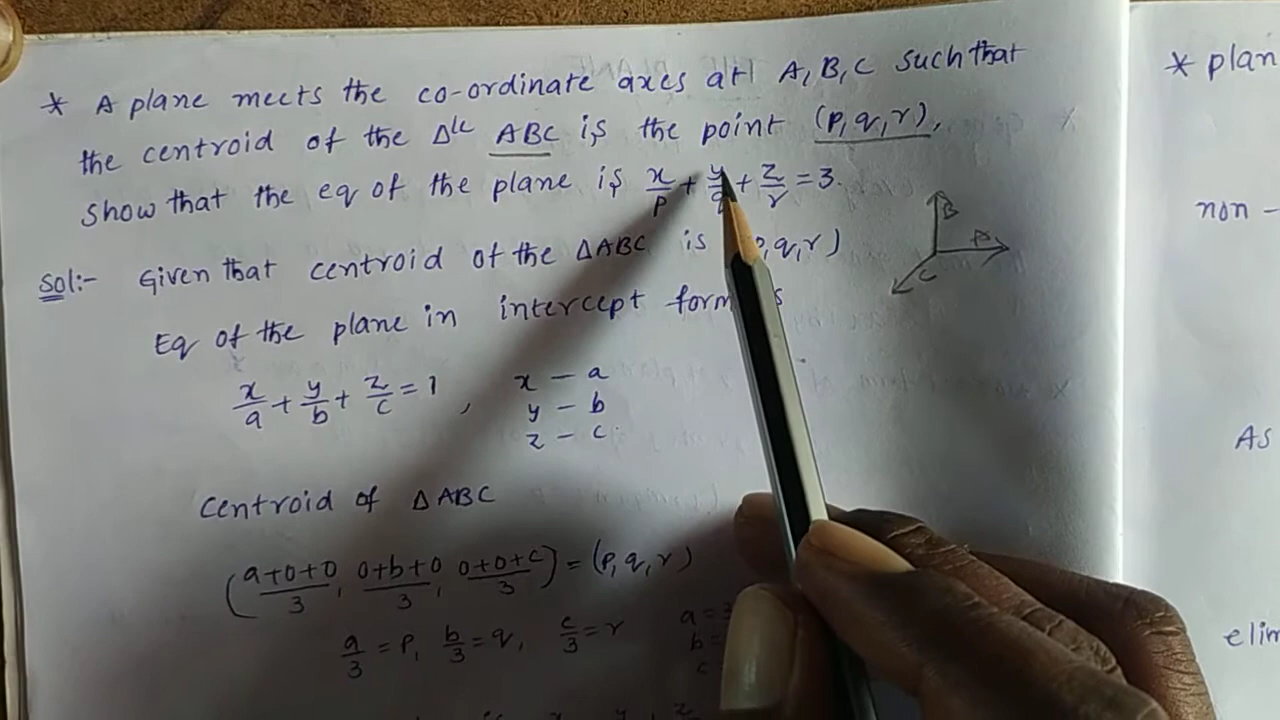 * A plane meets the co-ordinate axes at A, B, C such that
the centroid of the Δle ABC is the point (p, q, r),
show that the eq of the plane is x/p + y/q + z/r = 3.
Sol:- Given that centroid of the ΔABC is (p, q, r)
Eq of the plane in intercept form is
x/a + y/b + z/c = 1, x - a
y - b
z - c.
Centroid of ΔABC
((a+0+0)/3, (0+b+0)/3, (0+0+c)/3) = (p, q, r)
a/3 = p, b/3 = q, c/3 = r
a =
b =
c
B
A
C
* plan
non -
As
elim